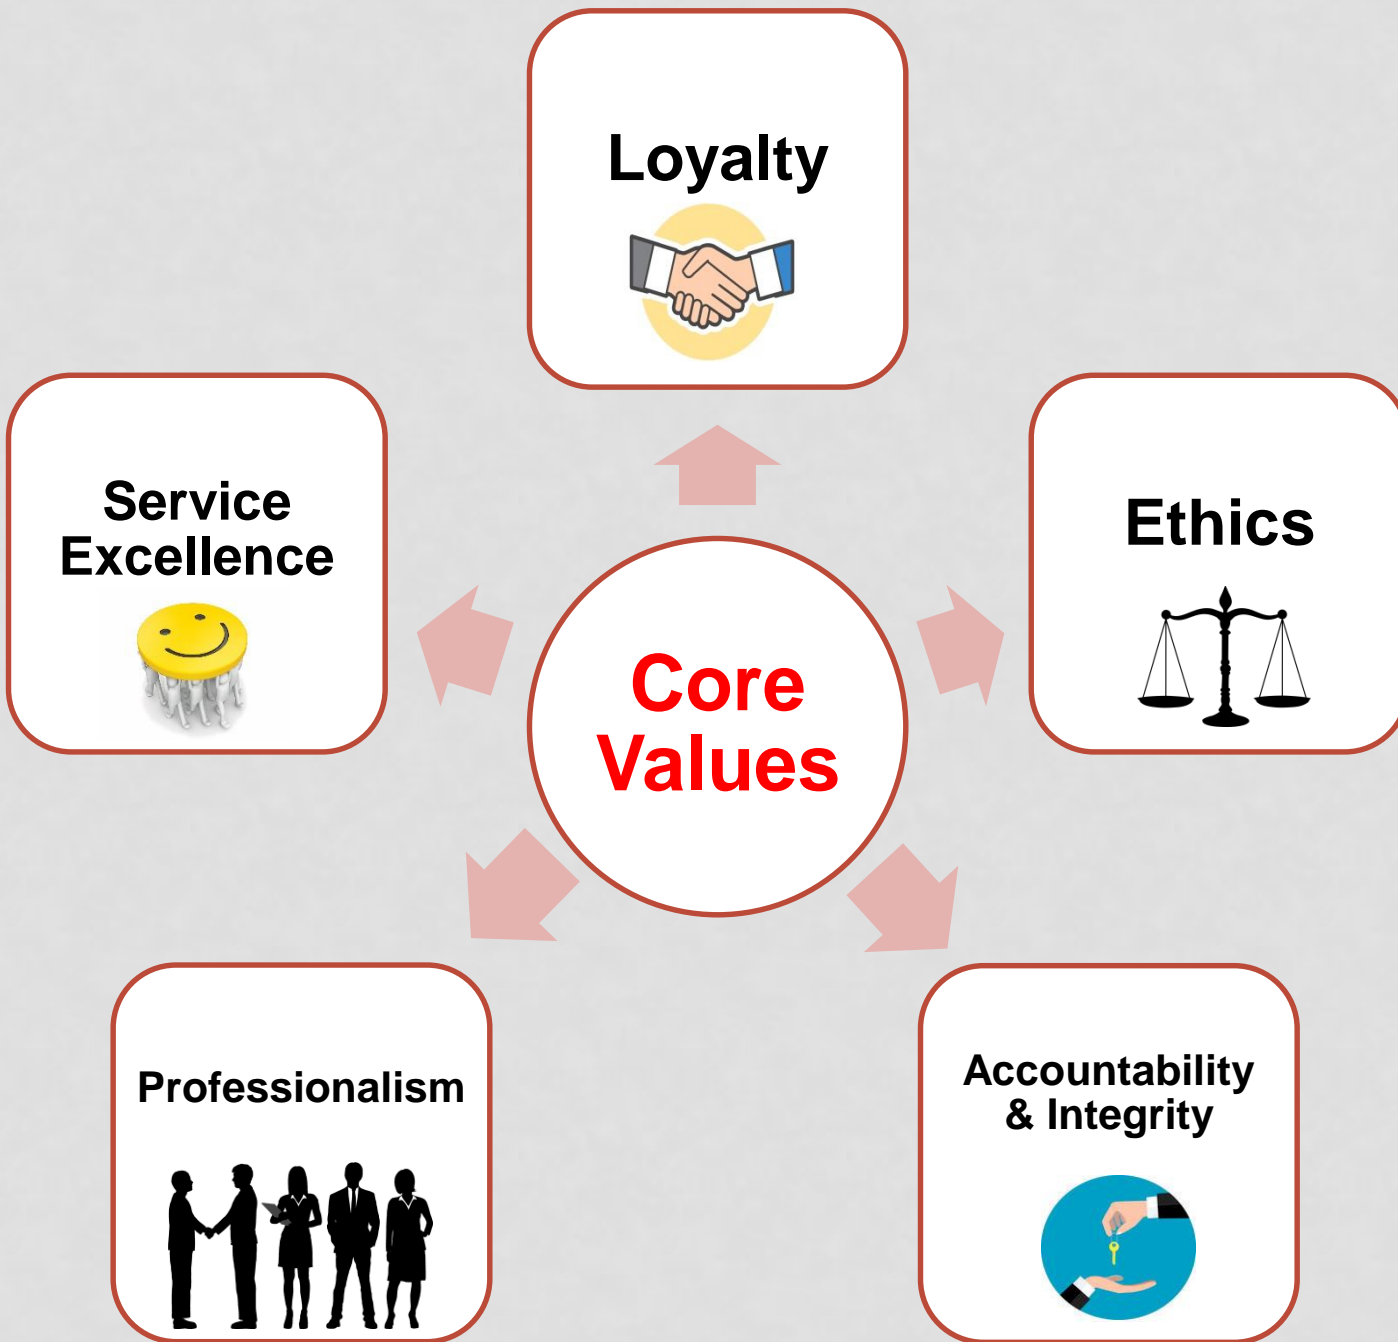 Loyalty
Service
Excellence
Ethics
Core
Values
Professionalism
Accountability
& Integrity